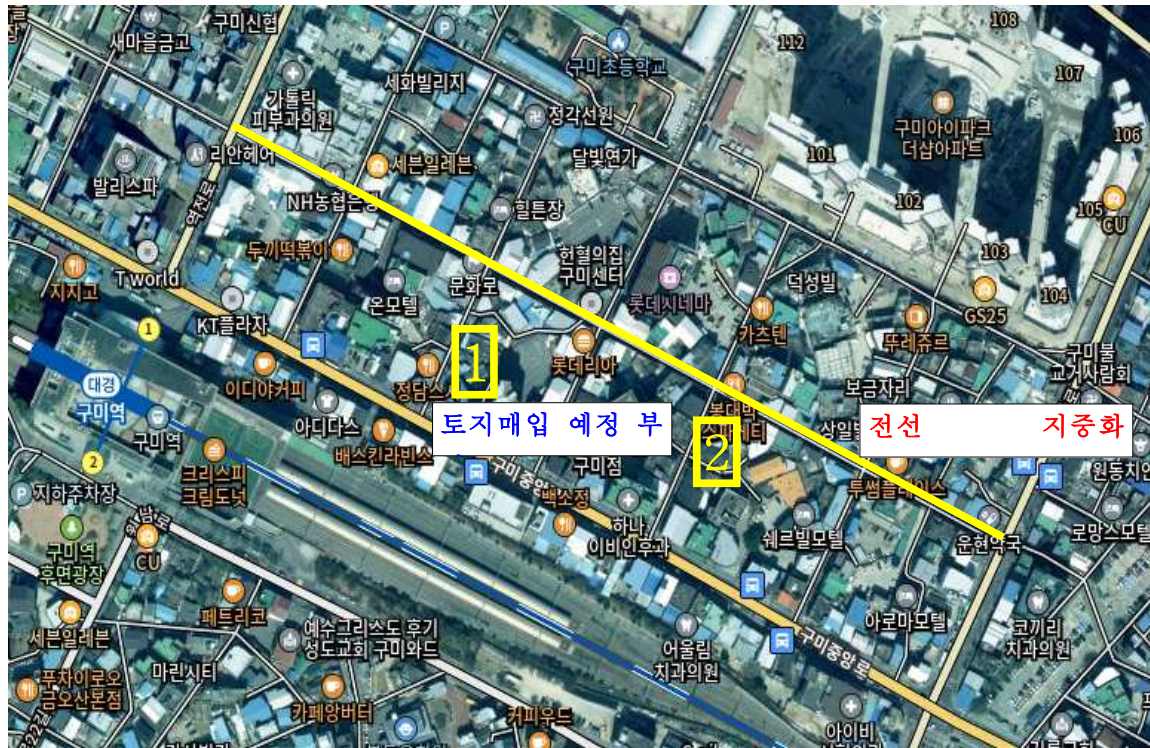 새마을금고
구미신협
P
세화빌리지
구미초등학교
112
108
107
106
구미아이파크
더샵아파트
가톨릭
피부과의원
정각선원
달빛연가
101
102
103
104
105
CU
리안헤어
발리스파
세븐일레븐
NH농협은행
힐튼장
역전로
두끼떡볶이
T world
지지고
온모텔
문화로
헌혈의집
구미센터
롯데시네마
카츠텐
덕성빌
GS25
뚜레쥬르
KT플라자
1
대경
구미역
구미역
2
이디야커피
정담스
1
롯데리아
보금자리
구미불
교거사람회
아디다스
배스킨라빈스
토지매입 예정 부
2
전선 지중화
구미점
구미중앙
크리스피
크림도넛
백소정
하나
이비인후과
투썸플레이스
원동치안
P 지하주차장
구미역
후면광장
CU
쉐르빌모텔
운현약국
로망스모텔
페트리코
세븐일레븐
예수그리스도 후기
성도교회 구미와드
마린시티
어울림
치과의원
구미중앙로
아로마모텔
코끼리
치과의원
푸차이로오
금오산본점
카페앙버터
커피우드
아이비